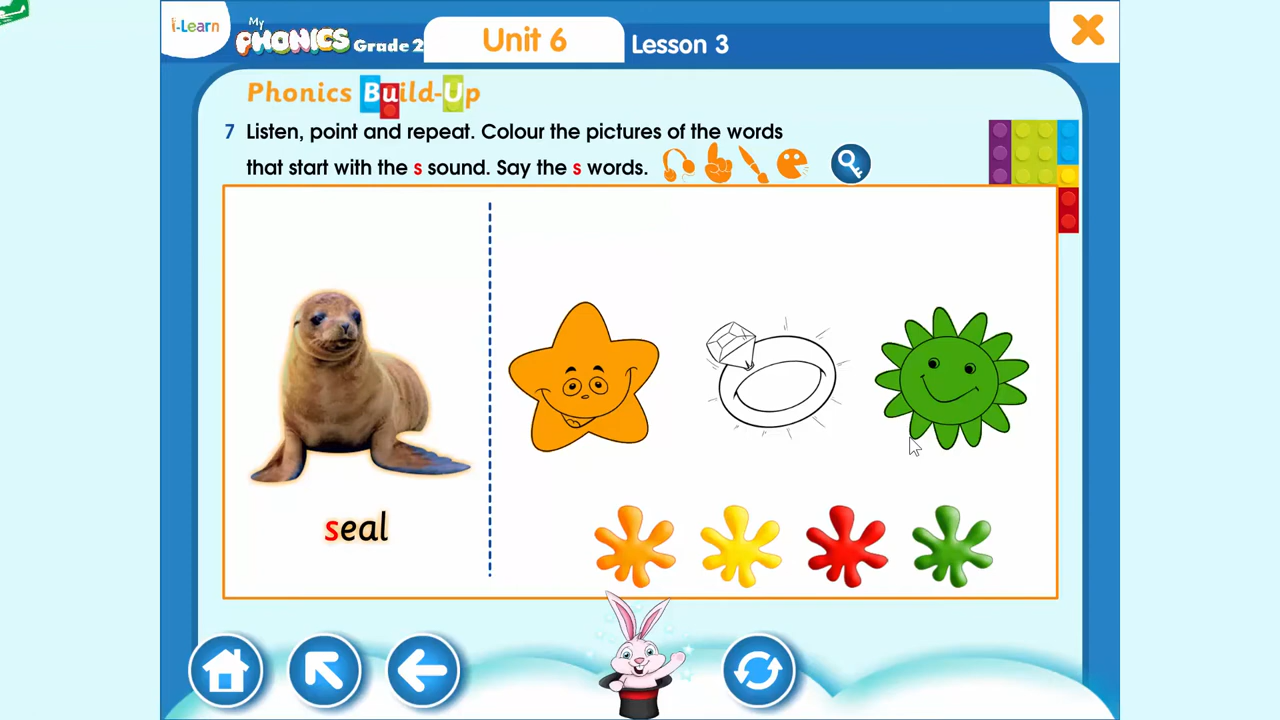 i-Learn
My
PHONICS Grade 2
Unit 6
Lesson 3
Phonics Build-Up
7 Listen, point and repeat. Colour the pictures of the words
that start with the s sound. Say the s words.
seal